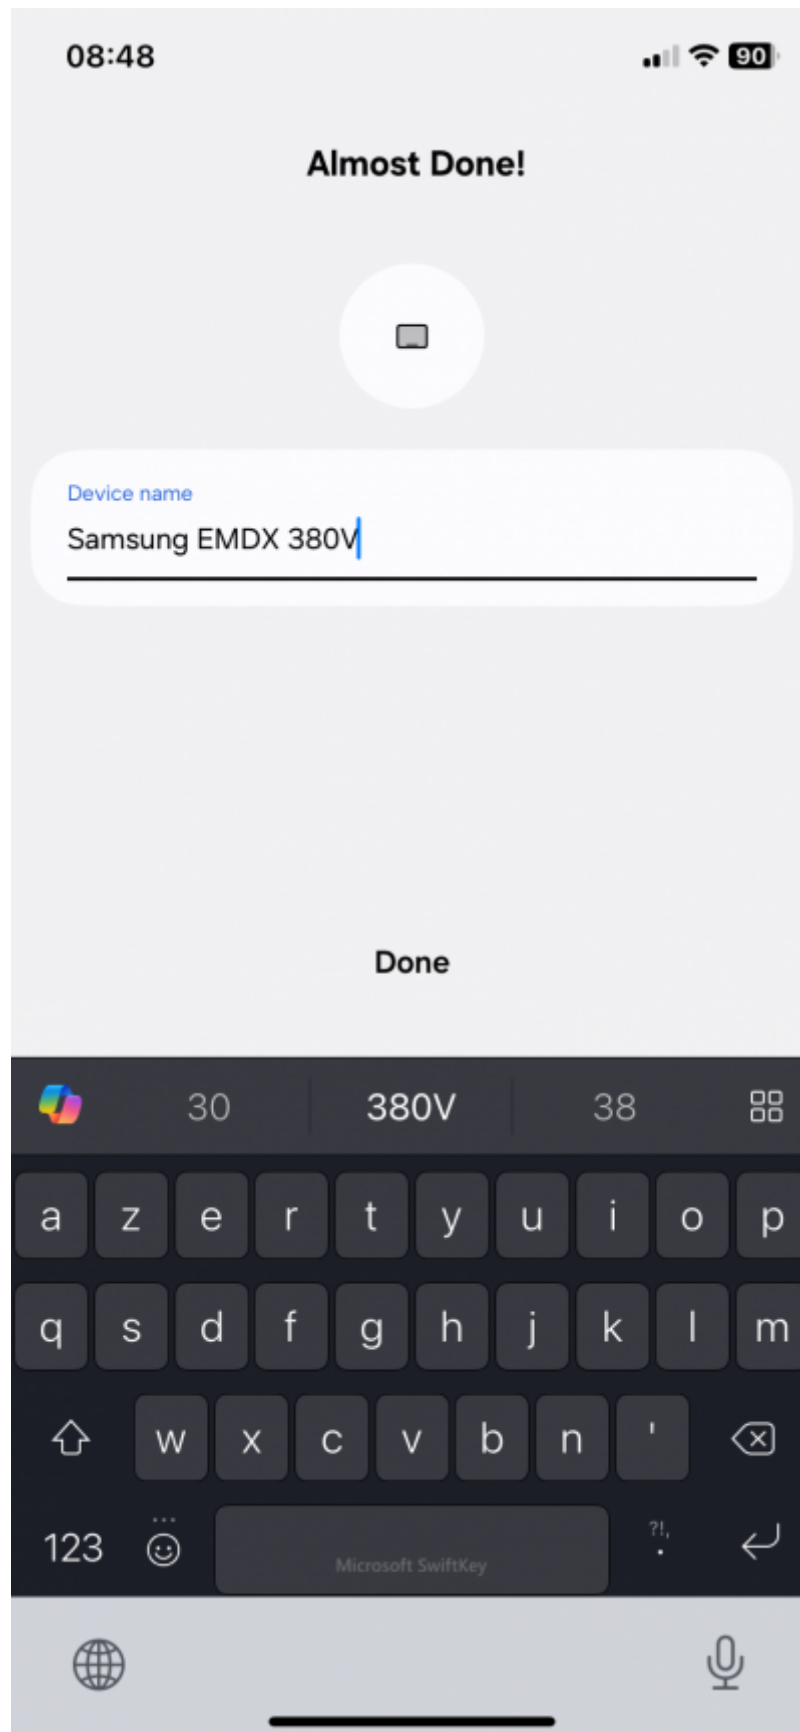 08:48
90
Almost Done!
Device name
Samsung EMDX 380V
Done
30 380V 38
a z e r t y u i o p
q s d f g h j k l m
w x c v b n '
123 ?!, .
Microsoft SwiftKey